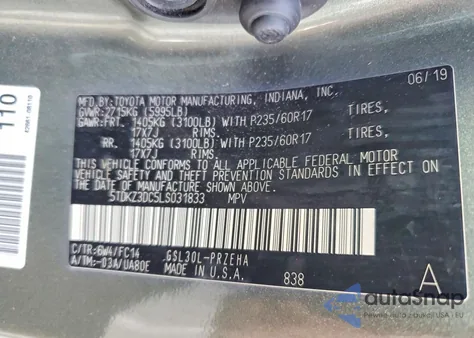 110
MFD. BY: TOYOTA MOTOR MANUFACTURING, INDIANA, INC. 06/19
GVWR: 2715KG (5995LB)
GAWR: FRT. 1405KG (3100LB) WITH P235/60R17 TIRES,
17X7J RIMS.
RR. 1405KG (3100LB) WITH P235/60R17 TIRES,
17X7J RIMS.
THIS VEHICLE CONFORMS TO ALL APPLICABLE FEDERAL MOTOR
VEHICLE SAFETY AND THEFT PREVENTION STANDARDS IN EFFECT
ON THE DATE OF MANUFACTURE SHOWN ABOVE.
5TDKZ3DC5LS031833 MPV
C/TR: 6W4/FC14 GSL30L-PRZEHA
A/TM: -03A/UA80E MADE IN U.S.A. 838 A
autoSnap